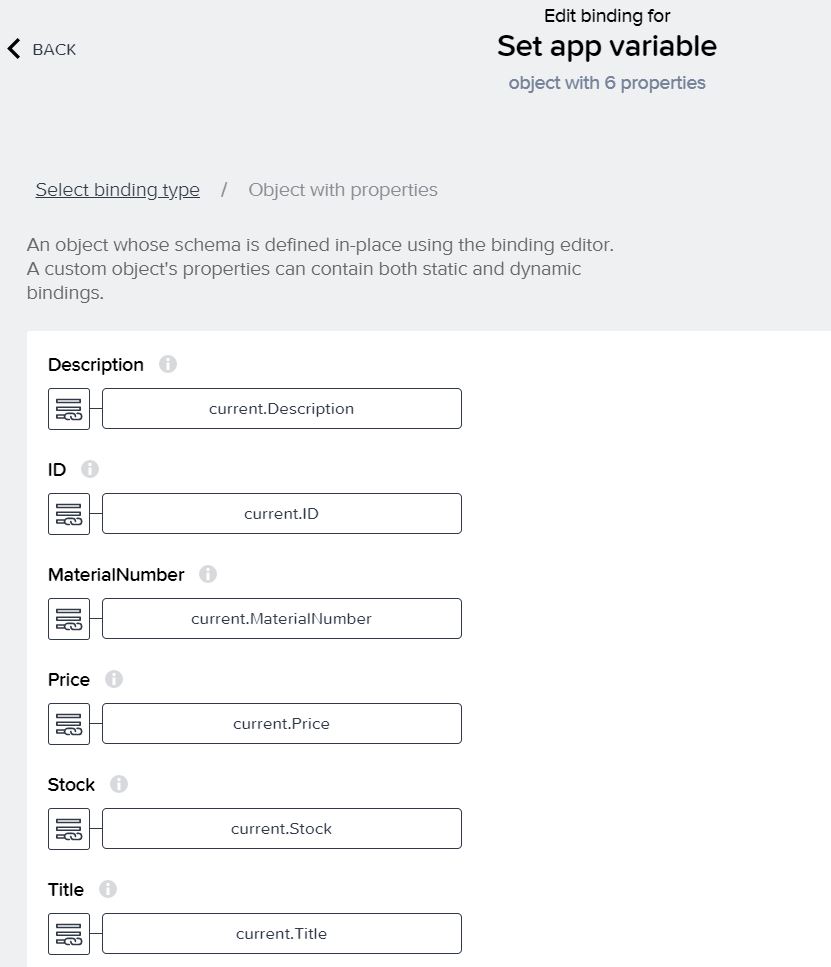 Edit binding for
BACK
Set app variable
object with 6 properties
Select binding type / Object with properties
An object whose schema is defined in-place using the binding editor.
A custom object's properties can contain both static and dynamic
bindings.
Description
current.Description
ID
current.ID
MaterialNumber
current.MaterialNumber
Price
current.Price
Stock
current.Stock
Title
current.Title